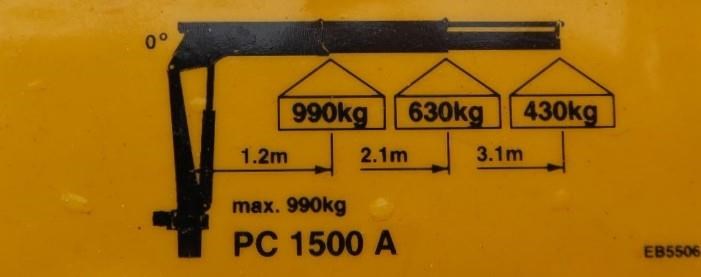 0°
990kg 630kg 430kg
1.2m 2.1m 3.1m
max. 990kg
PC 1500 A
EB5506